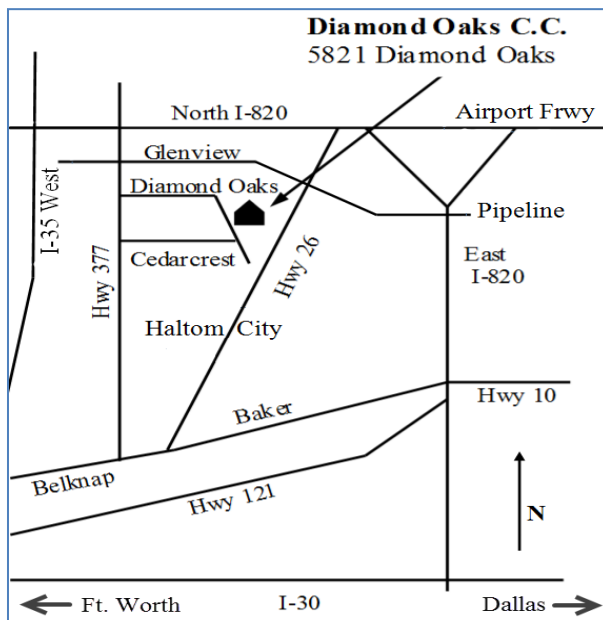 Diamond Oaks C.C.
5821 Diamond Oaks
North I-820
Airport Frwy
Glenview
Diamond Oaks
I-35 West
Pipeline
Hwy 377
Cedarcrest
Hwy 26
East
I-820
Haltom City
Baker
Hwy 10
Belknap
Hwy 121
N
Ft. Worth
I-30
Dallas